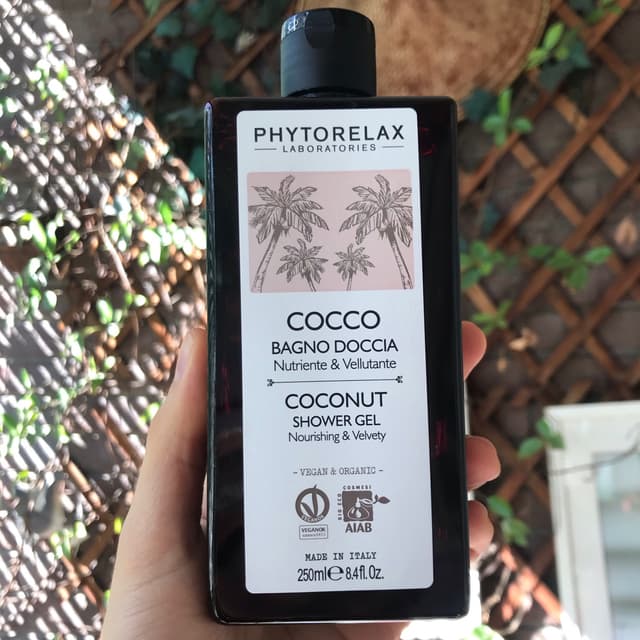 PHYTORELAX
LABORATORIES
COCCO
BAGNO DOCCIA
Nutriente & Vellutante
COCONUT
SHOWER GEL
Nourishing & Velvety
- VEGAN & ORGANIC -
VEGANOK
BIO ECO COSMESI
AIAB
MADE IN ITALY
250ml℮8.4fl.Oz.